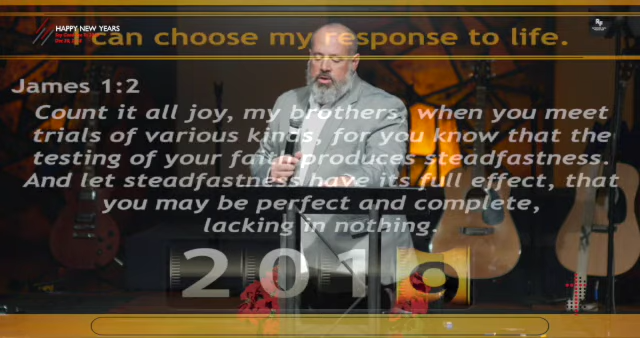 HAPPY NEW YEARS
I can choose my response to life.
James 1:2
Count it all joy, my brothers, when you meet
trials of various kinds, for you know that the
testing of your faith produces steadfastness.
And let steadfastness have its full effect, that
you may be perfect and complete,
lacking in nothing.
2019